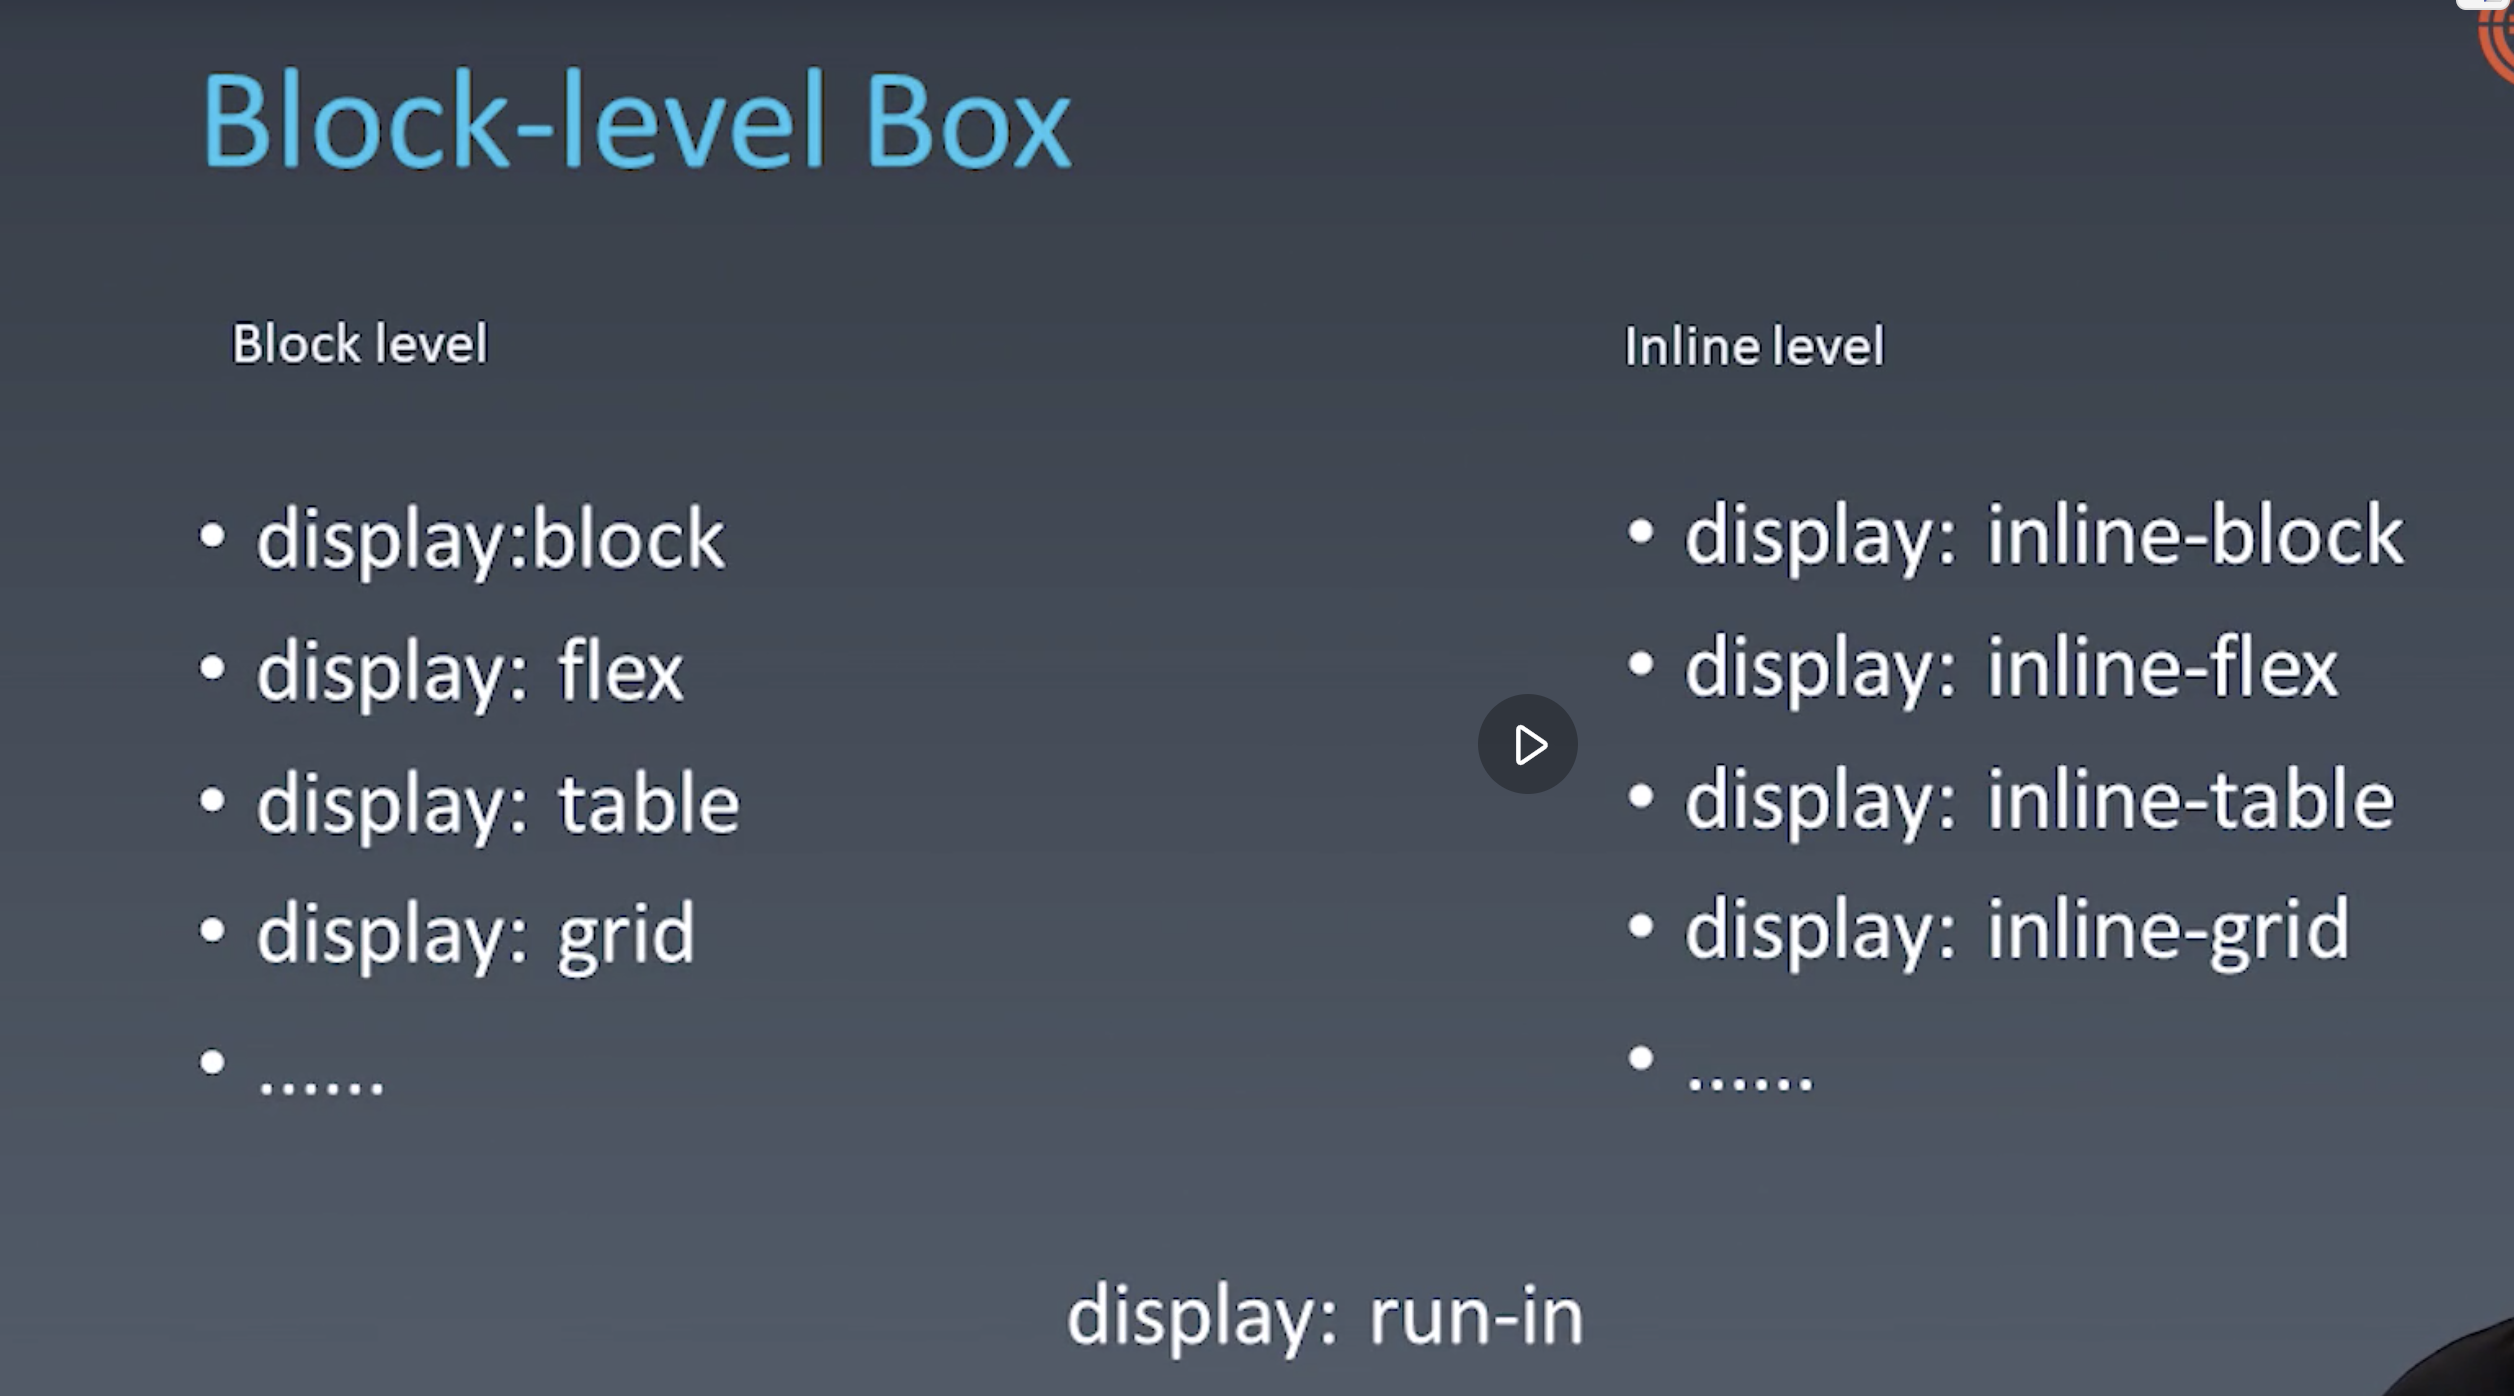 Block-level Box
Block level
• display:block
• display: flex
• display: table
• display: grid
• ......
Inline level
• display: inline-block
• display: inline-flex
• display: inline-table
• display: inline-grid
• ......
display: run-in